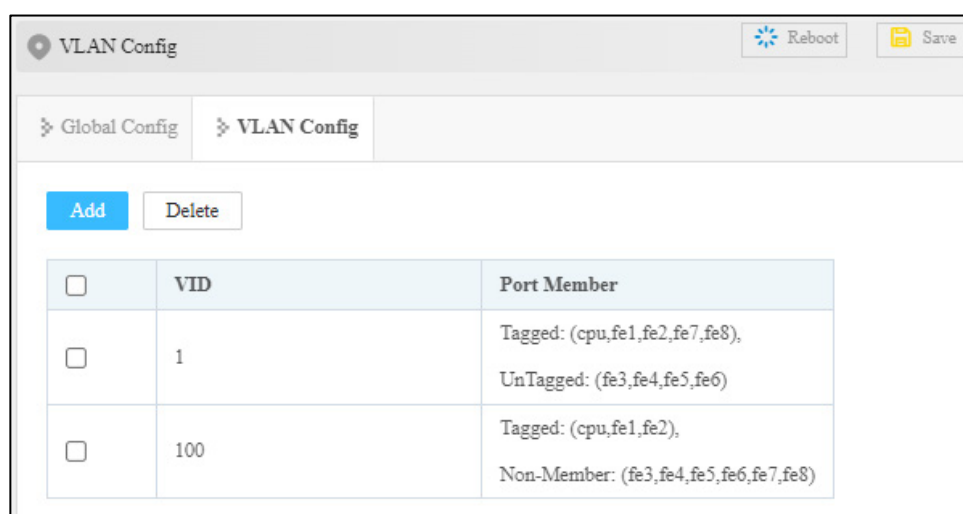 VLAN Config
Reboot
Save
Global Config
VLAN Config
Add
Delete
VID
Port Member
1
Tagged: (cpu,fe1,fe2,fe7,fe8),
UnTagged: (fe3,fe4,fe5,fe6)
100
Tagged: (cpu,fe1,fe2),
Non-Member: (fe3,fe4,fe5,fe6,fe7,fe8)